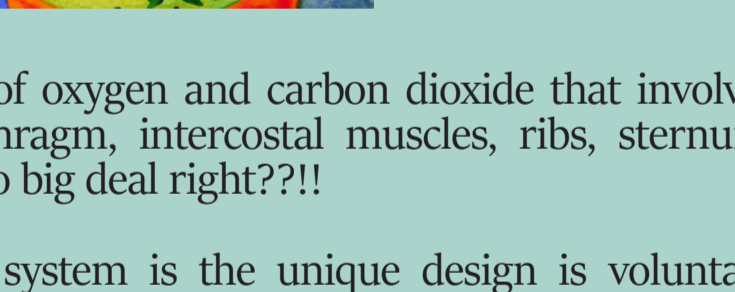 of oxygen and carbon dioxide that involv
hragm, intercostal muscles, ribs, sternu
o big deal right??!!
system is the unique design is volunta